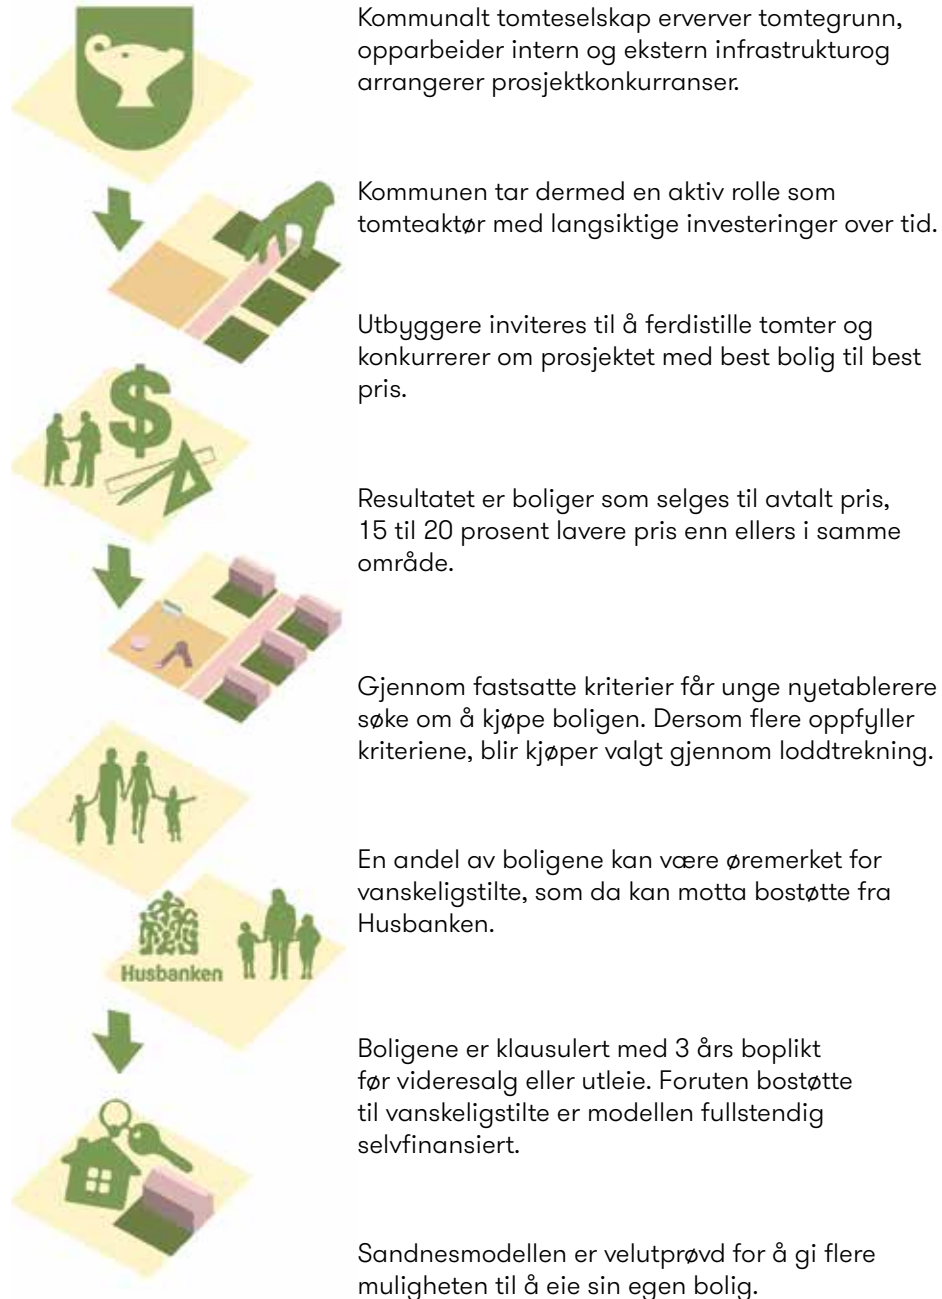 Kommunalt tomteselskap erverver tomtegrunn,
opparbeider intern og ekstern infrastrukturog
arrangerer prosjektkonkurranser.
Kommunen tar dermed en aktiv rolle som
tomteaktør med langsiktige investeringer over tid.
Utbyggere inviteres til å ferdistille tomter og
konkurrerer om prosjektet med best bolig til best
pris.
$
Resultatet er boliger som selges til avtalt pris,
15 til 20 prosent lavere pris enn ellers i samme
område.
Gjennom fastsatte kriterier får unge nyetablerere
søke om å kjøpe boligen. Dersom flere oppfyller
kriteriene, blir kjøper valgt gjennom loddtrekning.
En andel av boligene kan være øremerket for
vanskeligstilte, som da kan motta bostøtte fra
Husbanken.
Husbanken
Boligene er klausulert med 3 års boplikt
før videresalg eller utleie. Foruten bostøtte
til vanskeligstilte er modellen fullstendig
selvfinansiert.
Sandnesmodellen er velutprøvd for å gi flere
muligheten til å eie sin egen bolig.